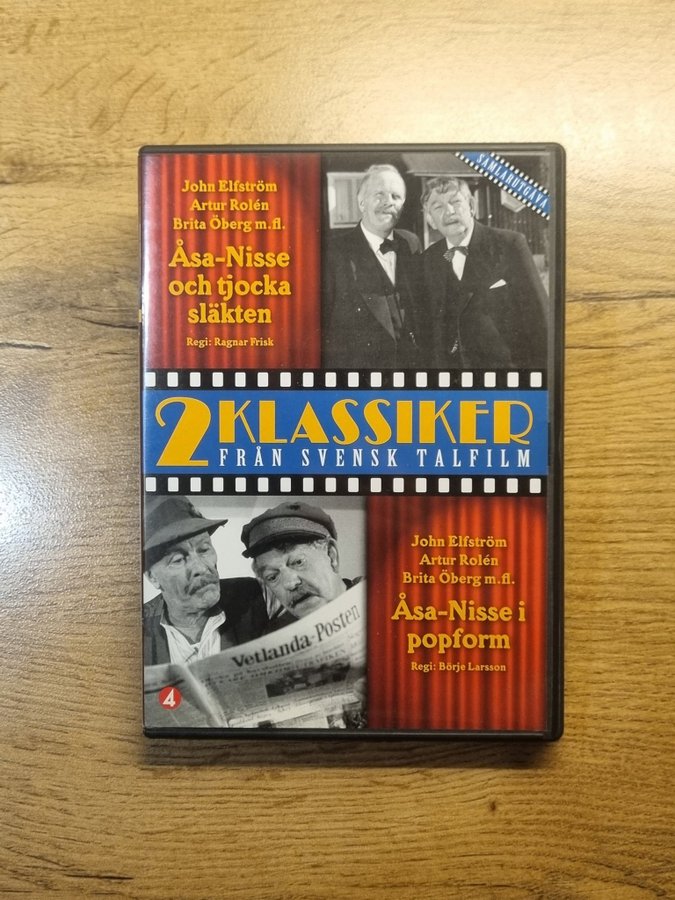 John Elfström
Artur Rolén
Brita Öberg m.fl.
Åsa-Nisse
och tjocka
släkten
Regi: Ragnar Frisk
SAMLARUTGÅVA
2 KLASSIKER
FRÅN SVENSK TALFILM
John Elfström
Artur Rolén
Brita Öberg m.fl.
Åsa-Nisse i
popform
Regi: Börje Larsson
Vetlanda-Posten
4